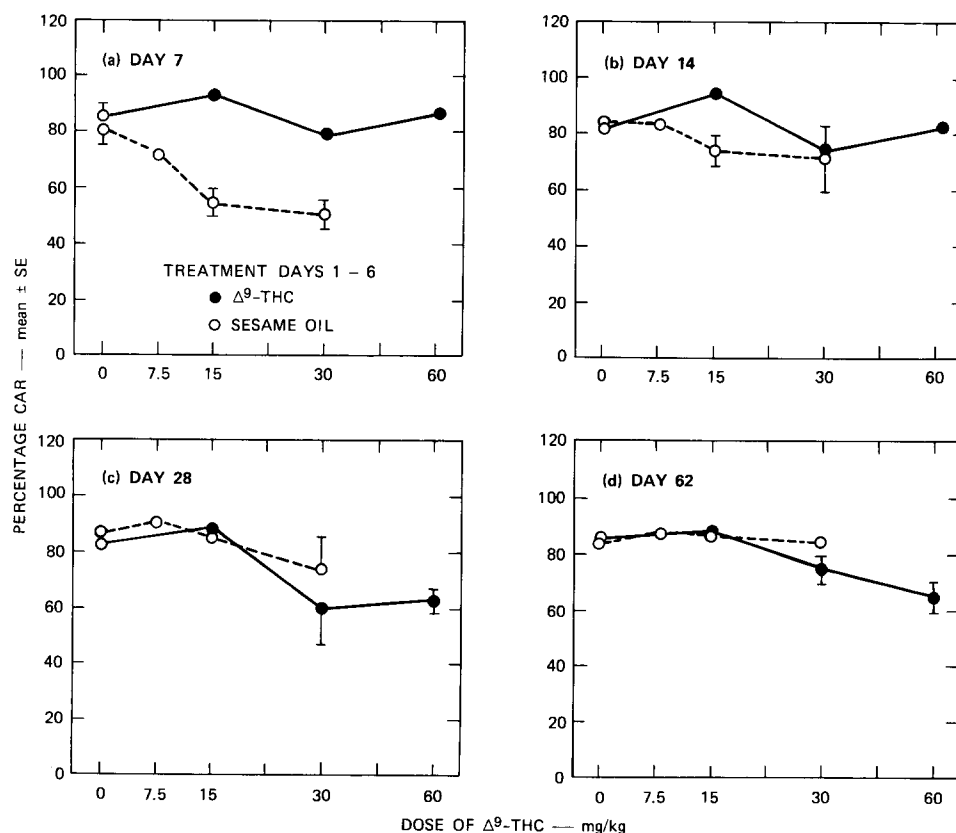 (a) DAY 7
120
100
80
60
40
20
0
TREATMENT DAYS 1 – 6
● Δ⁹-THC
○ SESAME OIL
0 7.5 15 30 60
(b) DAY 14
120
100
80
60
40
20
0
0 7.5 15 30 60
PERCENTAGE CAR — mean ± SE
(c) DAY 28
120
100
80
60
40
20
0
0 7.5 15 30 60
(d) DAY 62
120
100
80
60
40
20
0
0 7.5 15 30 60
DOSE OF Δ⁹-THC — mg/kg